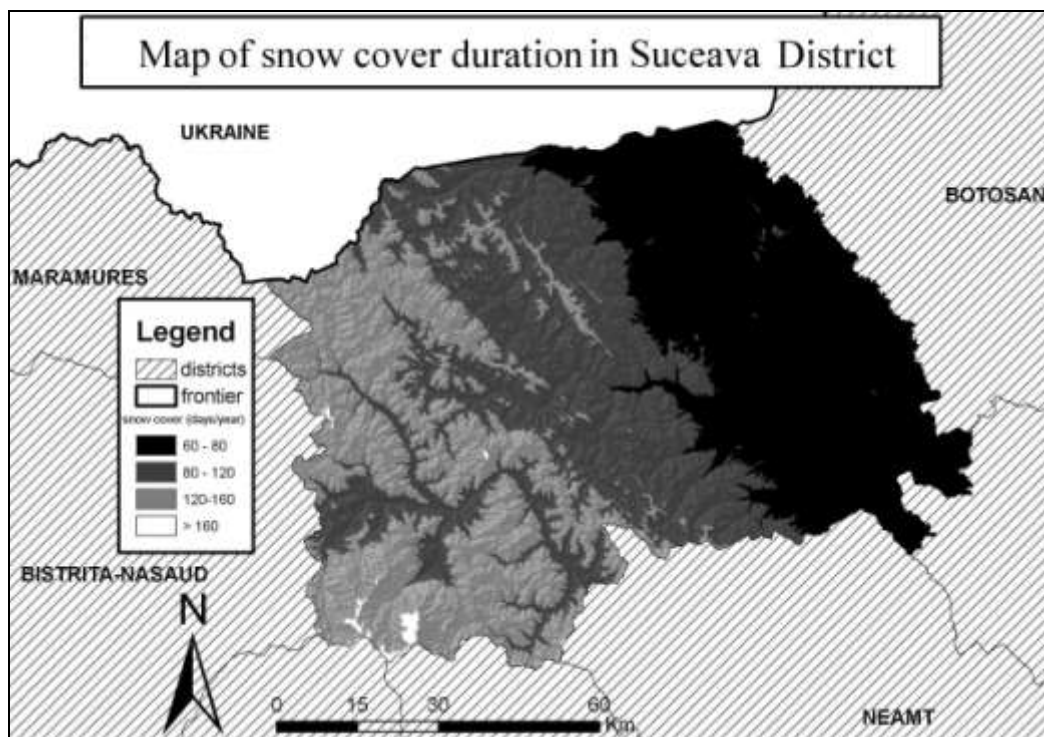 Map of snow cover duration in Suceava District
UKRAINE
BOTOSAN
MARAMURES
Legend
districts
frontier
snow cover (days/year)
60 - 80
80 - 120
120-160
> 160
BISTRITA-NASAUD
N
0 15 30 60
Km.
NEAMT